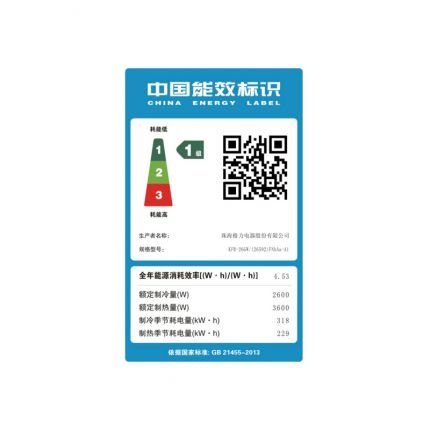 中国能效标识
CHINA ENERGY LABEL
耗能低
1
1级
2
3
耗能高
生产者名称: 珠海格力电器股份有限公司
规格型号:
全年能源消耗效率[(W·h)/(W·h)] 4.53
额定制冷量(W) 2600
额定制热量(W) 3600
制冷季节耗电量(kW·h) 318
制热季节耗电量(kW·h) 229
依据国家标准: GB 21455-2013